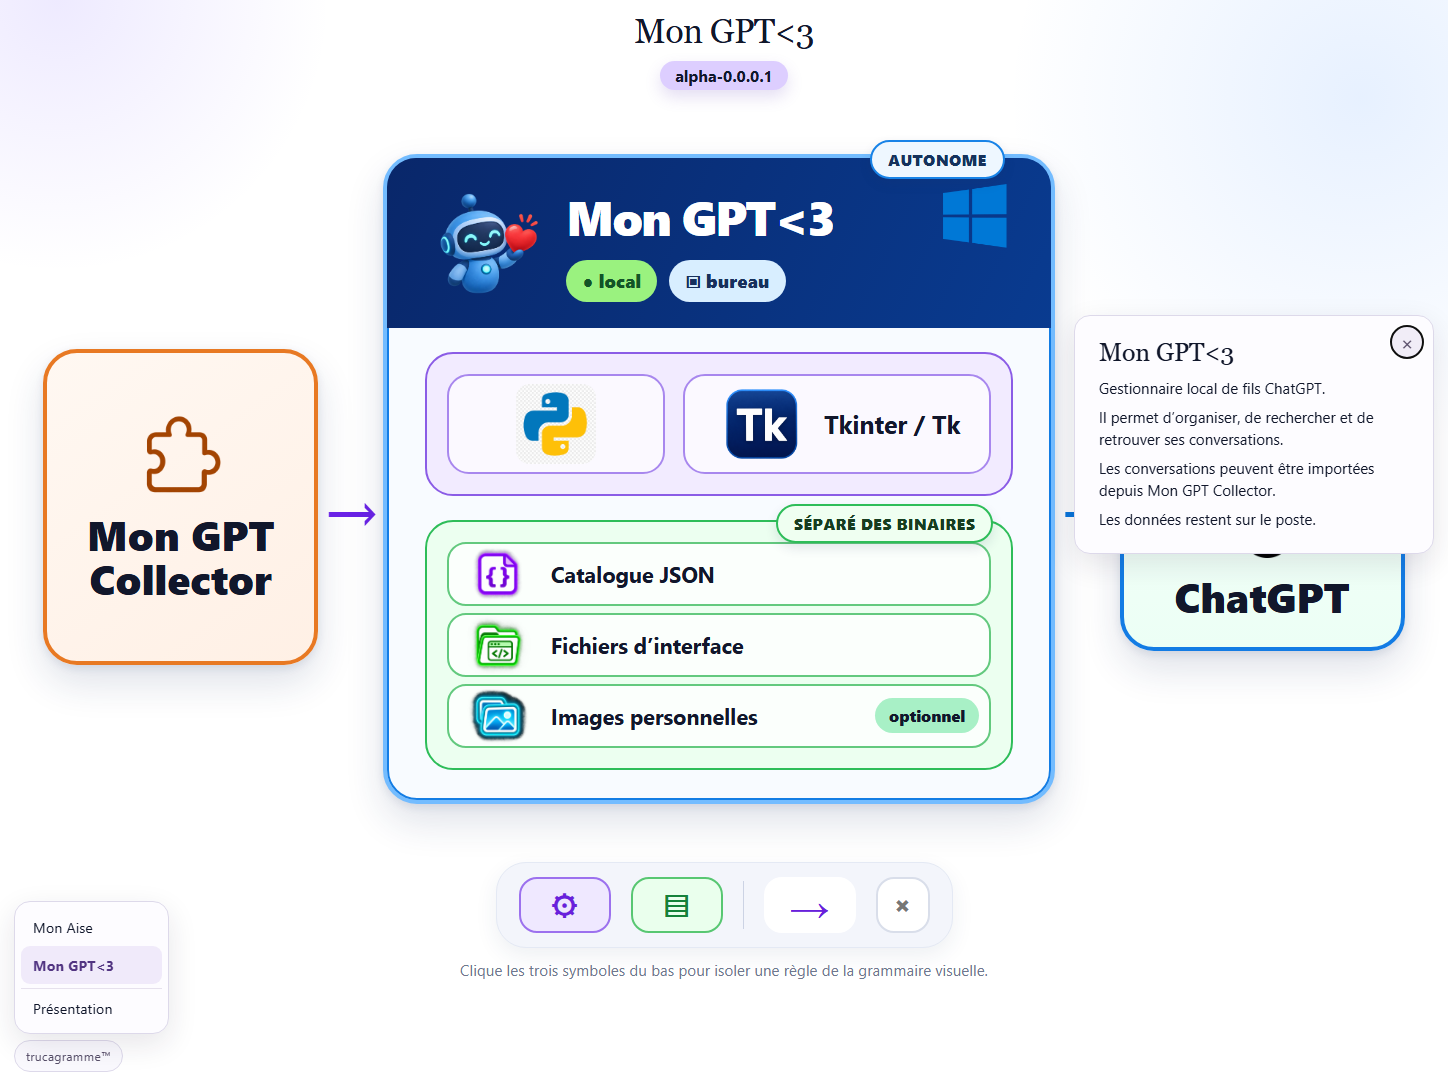 Mon GPT<3
alpha-0.0.0.1
AUTONOME
Mon GPT<3
● local
▣ bureau
Mon GPT
Collector
→
Tk
Tkinter / Tk
SÉPARÉ DES BINAIRES
{}
Catalogue JSON
</>
Fichiers d’interface
Images personnelles
optionnel
Mon GPT<3
×
Gestionnaire local de fils ChatGPT.
Il permet d’organiser, de rechercher et de
retrouver ses conversations.
Les conversations peuvent être importées
depuis Mon GPT Collector.
Les données restent sur le poste.
ChatGPT
⚙ ▤ → ✖
Clique les trois symboles du bas pour isoler une règle de la grammaire visuelle.
Mon Aise
Mon GPT<3
Présentation
trucagramme™